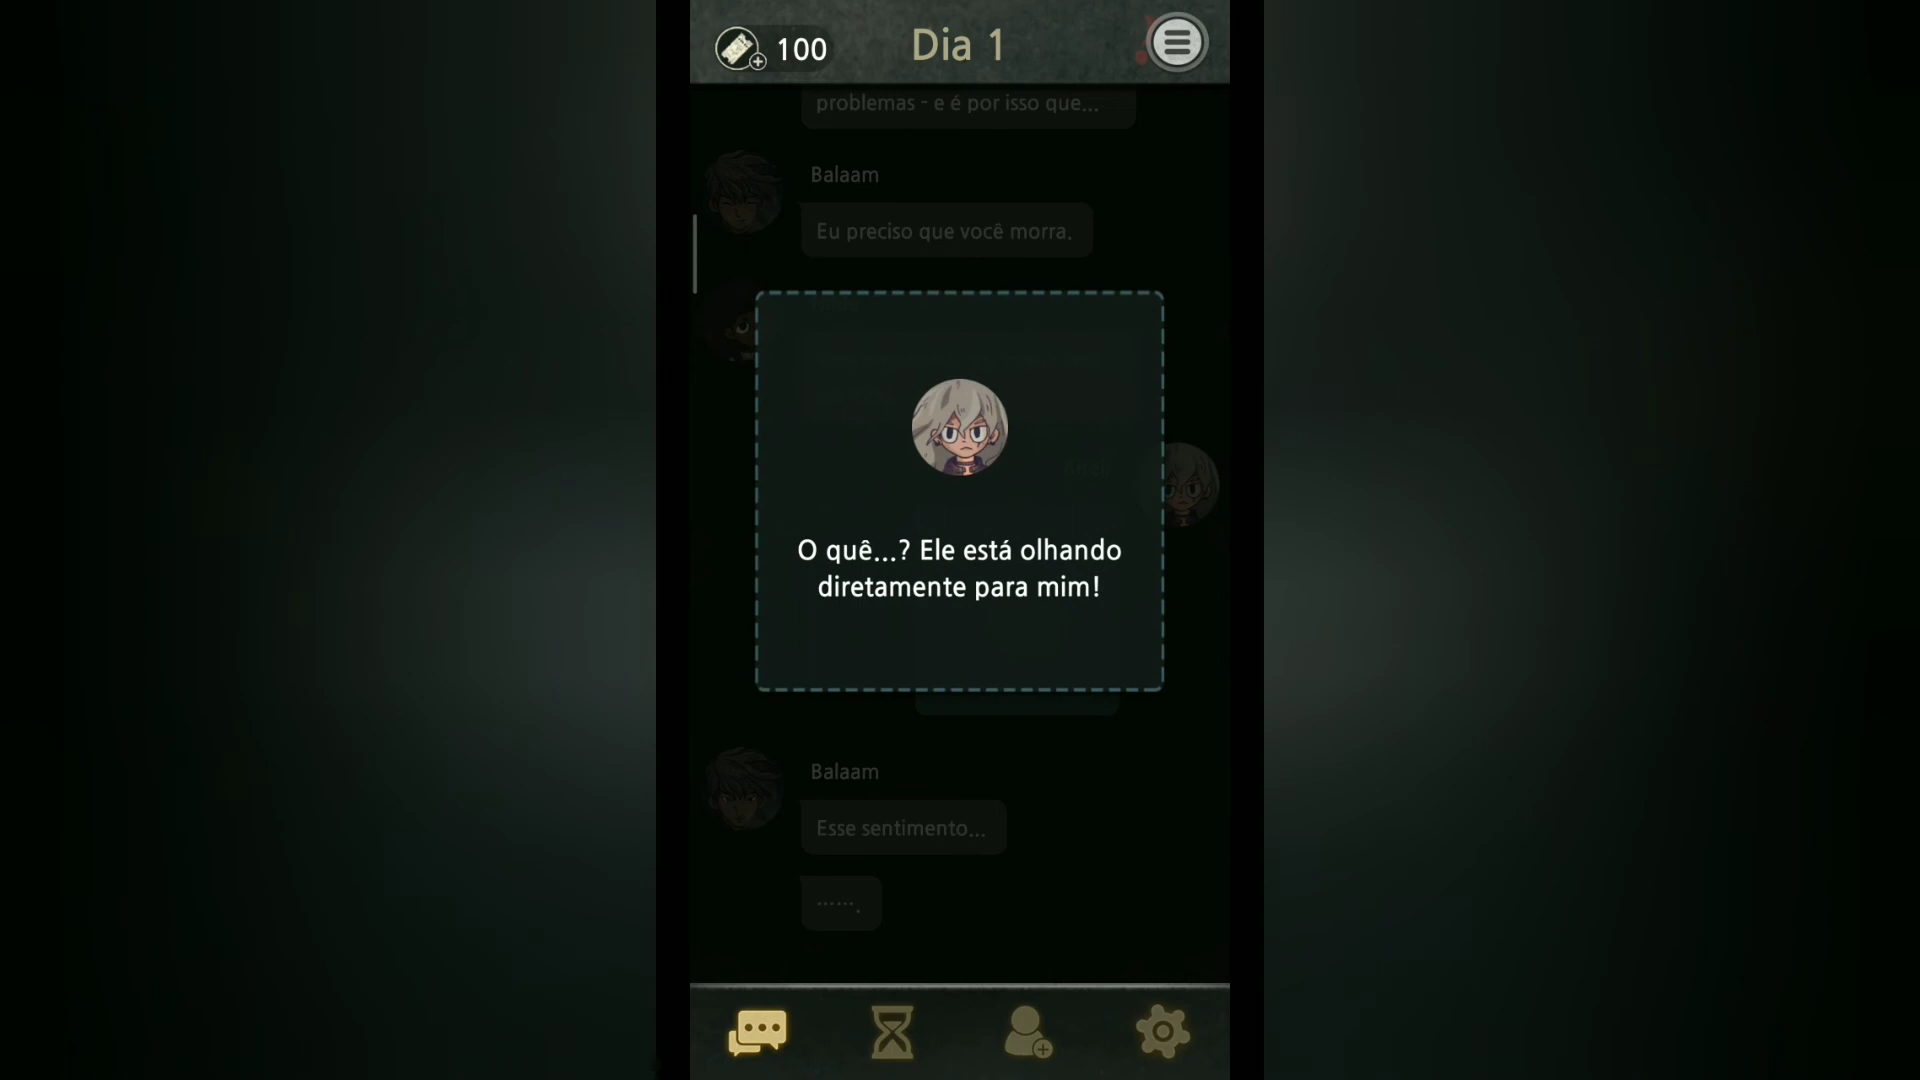 100
Dia 1
problemas - e é por isso que...
Balaam
Eu preciso que você morra.
O quê...? Ele está olhando
diretamente para mim!
Balaam
Esse sentimento...
.......